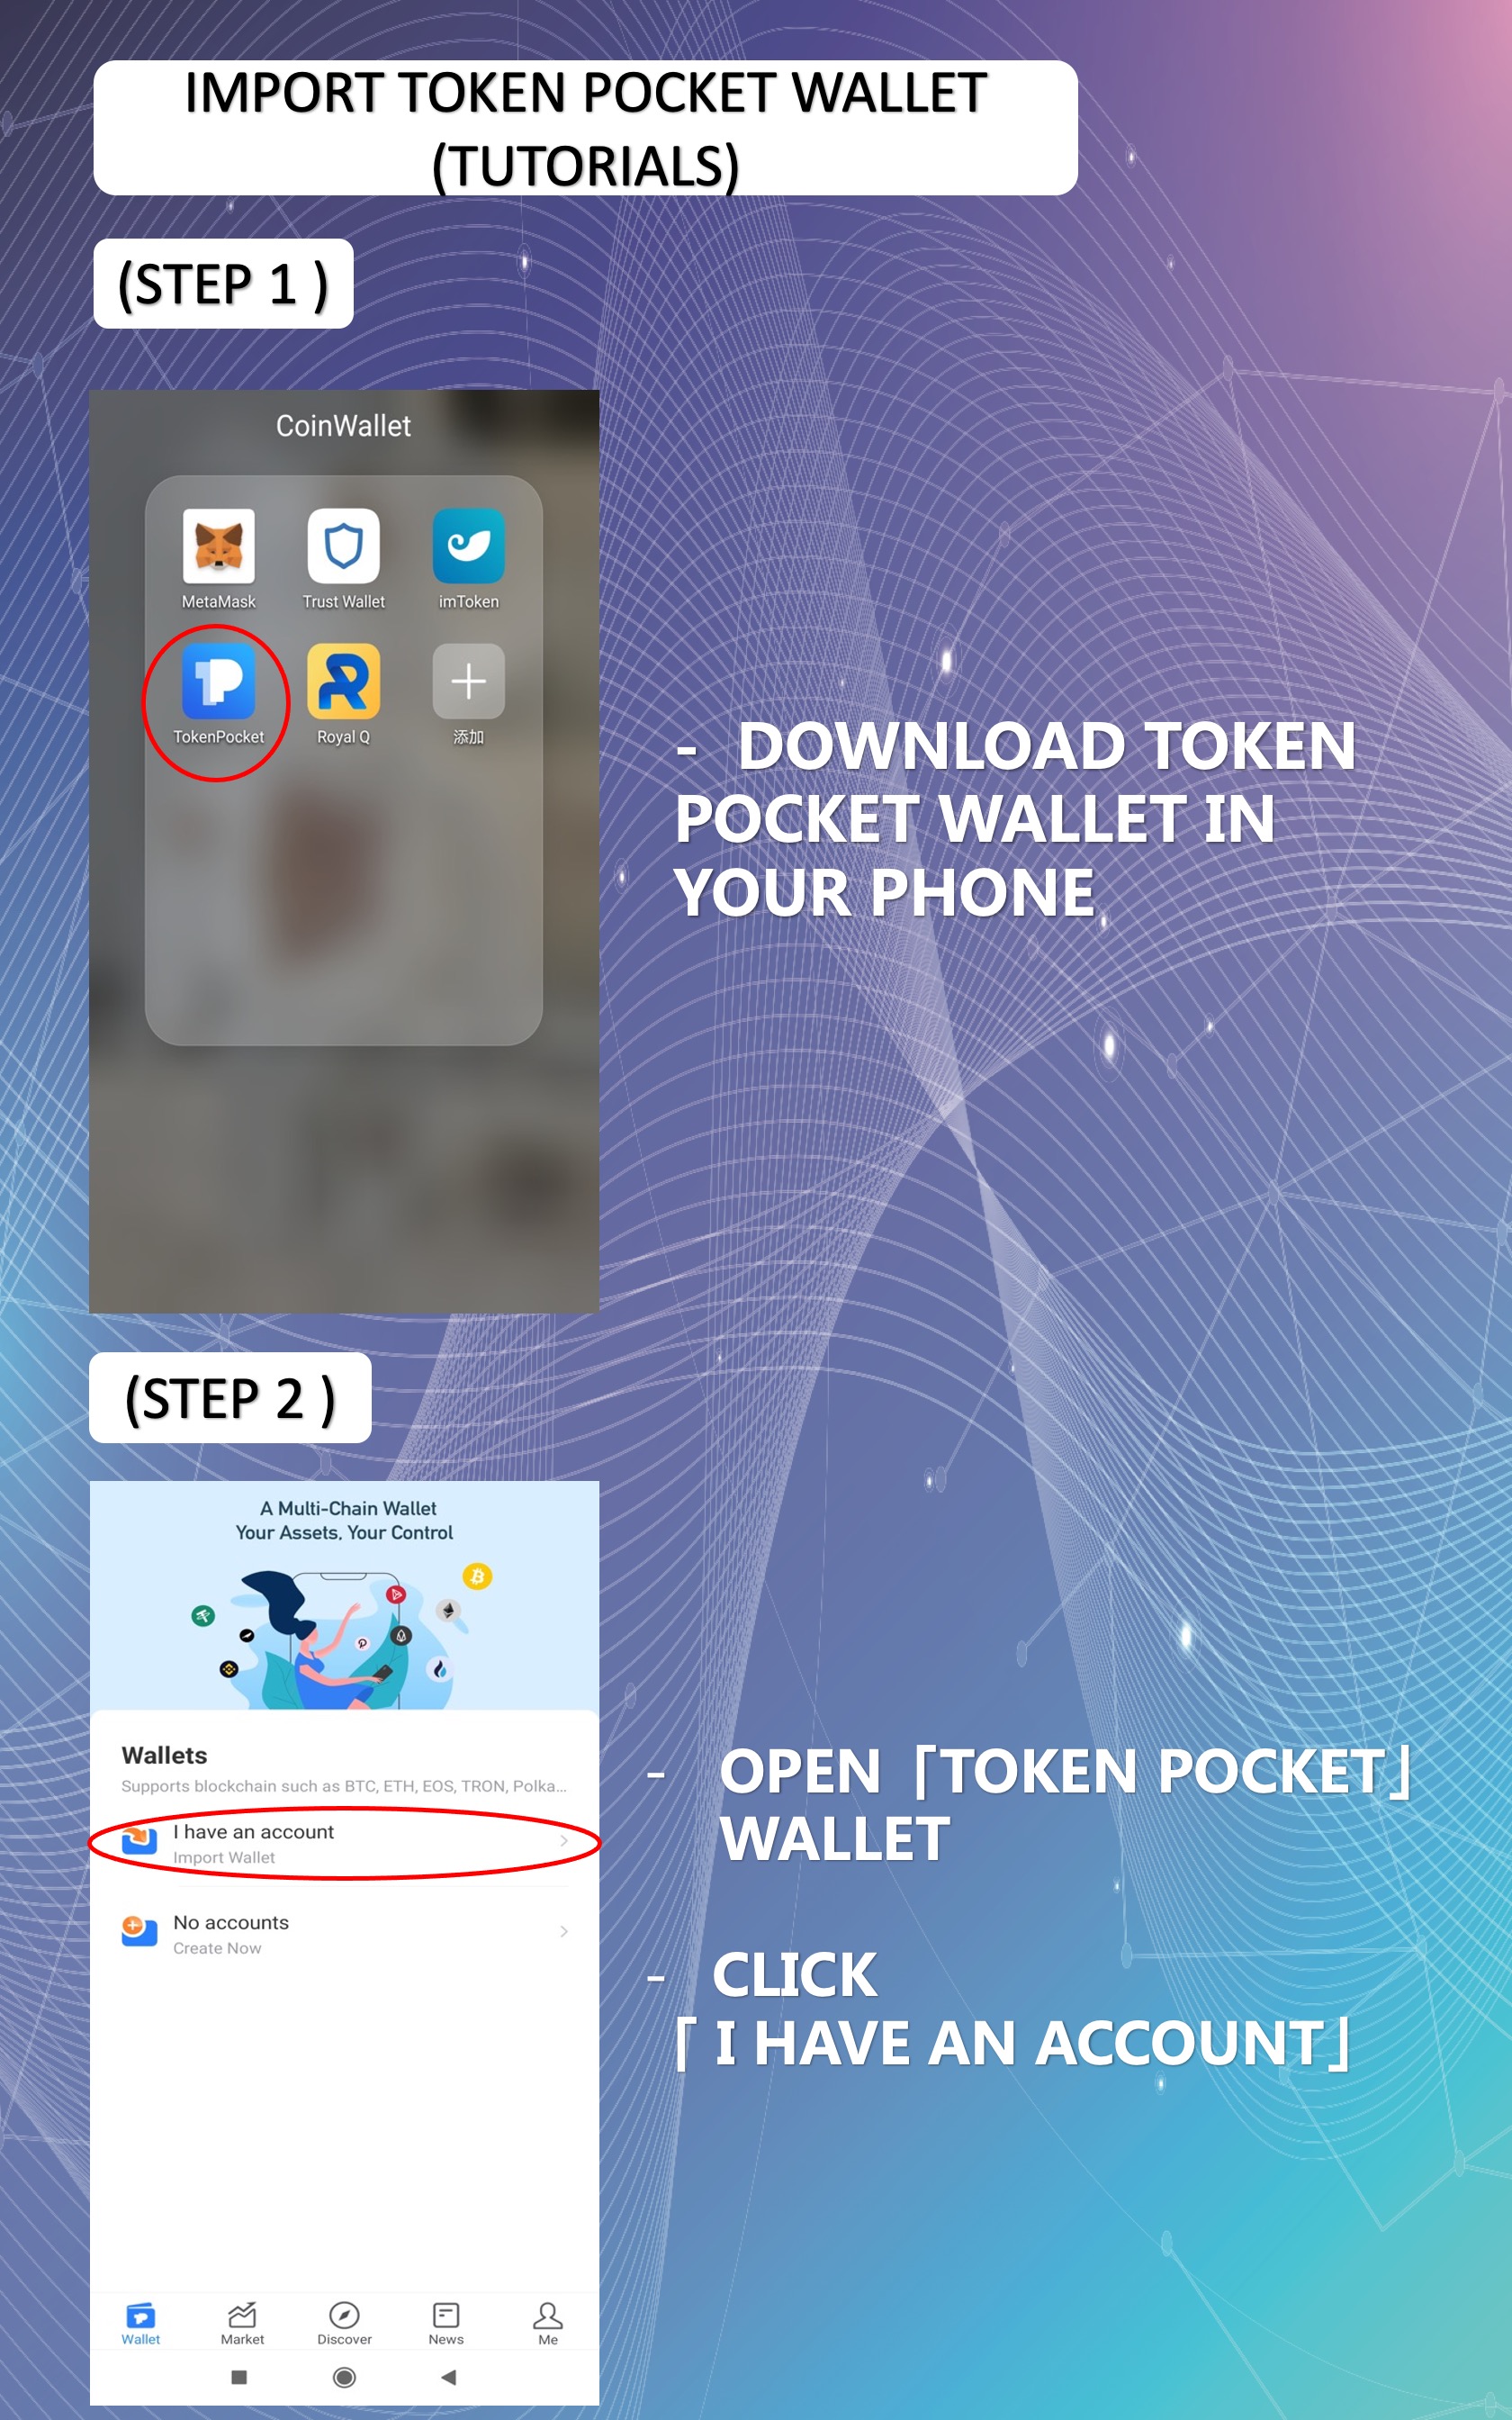 IMPORT TOKEN POCKET WALLET
(TUTORIALS)
(STEP 1 )
CoinWallet
MetaMask
Trust Wallet
imToken
TokenPocket
Royal Q
添加
- DOWNLOAD TOKEN
POCKET WALLET IN
YOUR PHONE
(STEP 2 )
A Multi-Chain Wallet
Your Assets, Your Control
Wallets
Supports blockchain such as BTC, ETH, EOS, TRON, Polka...
I have an account
Import Wallet
No accounts
Create Now
Wallet
Market
Discover
News
Me
- OPEN「TOKEN POCKET」
WALLET
- CLICK
「 I HAVE AN ACCOUNT」